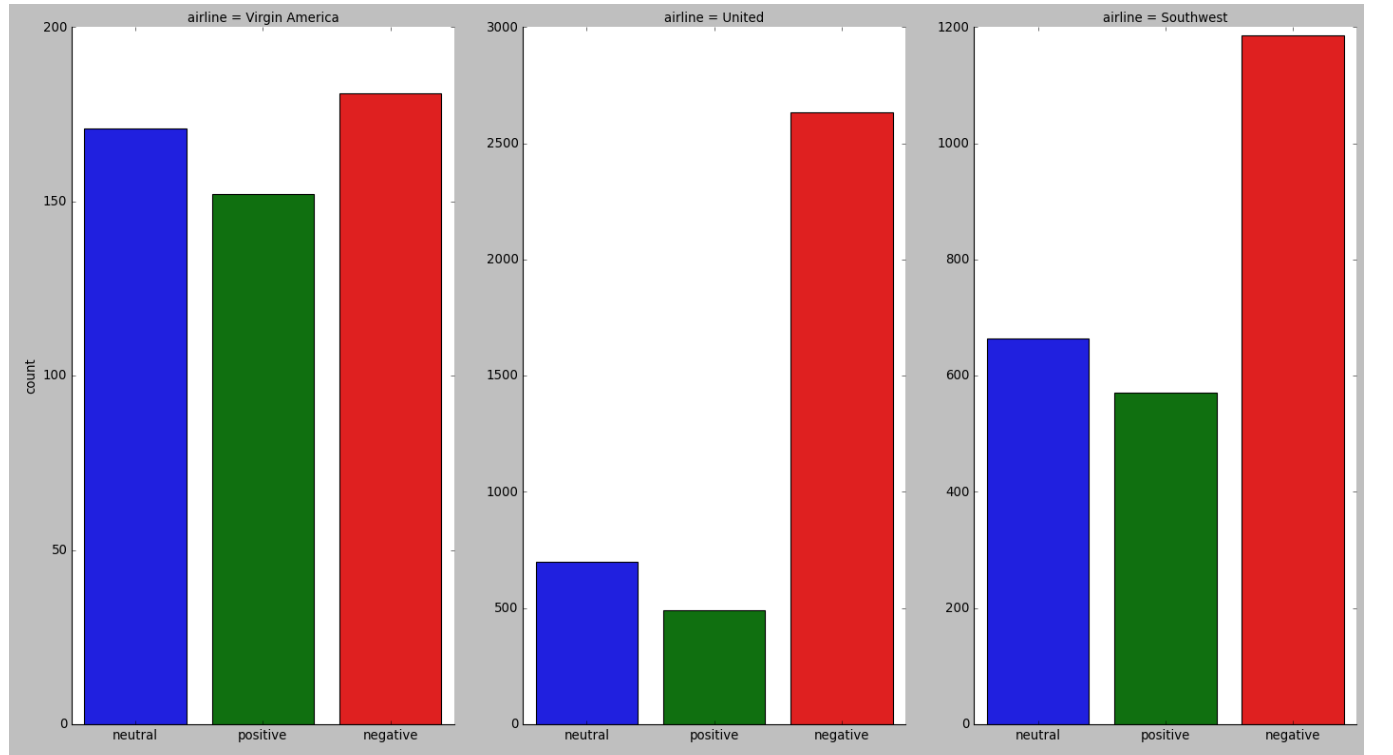 airline = Virgin America
200
150
100
50
0
count
neutral positive negative
airline = United
3000
2500
2000
1500
1000
500
0
neutral positive negative
airline = Southwest
1200
1000
800
600
400
200
0
neutral positive negative